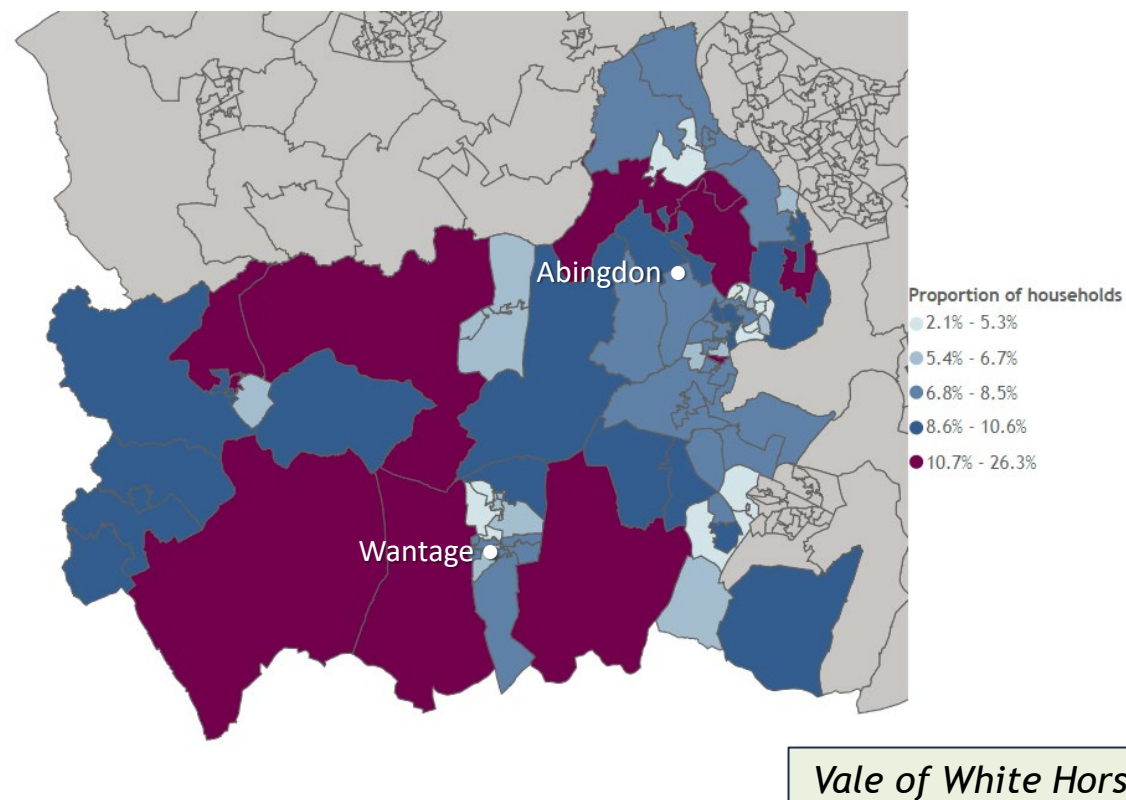 Abingdon
Proportion of households
2.1% - 5.3%
5.4% - 6.7%
6.8% - 8.5%
8.6% - 10.6%
10.7% - 26.3%
Wantage
Vale of White Hors